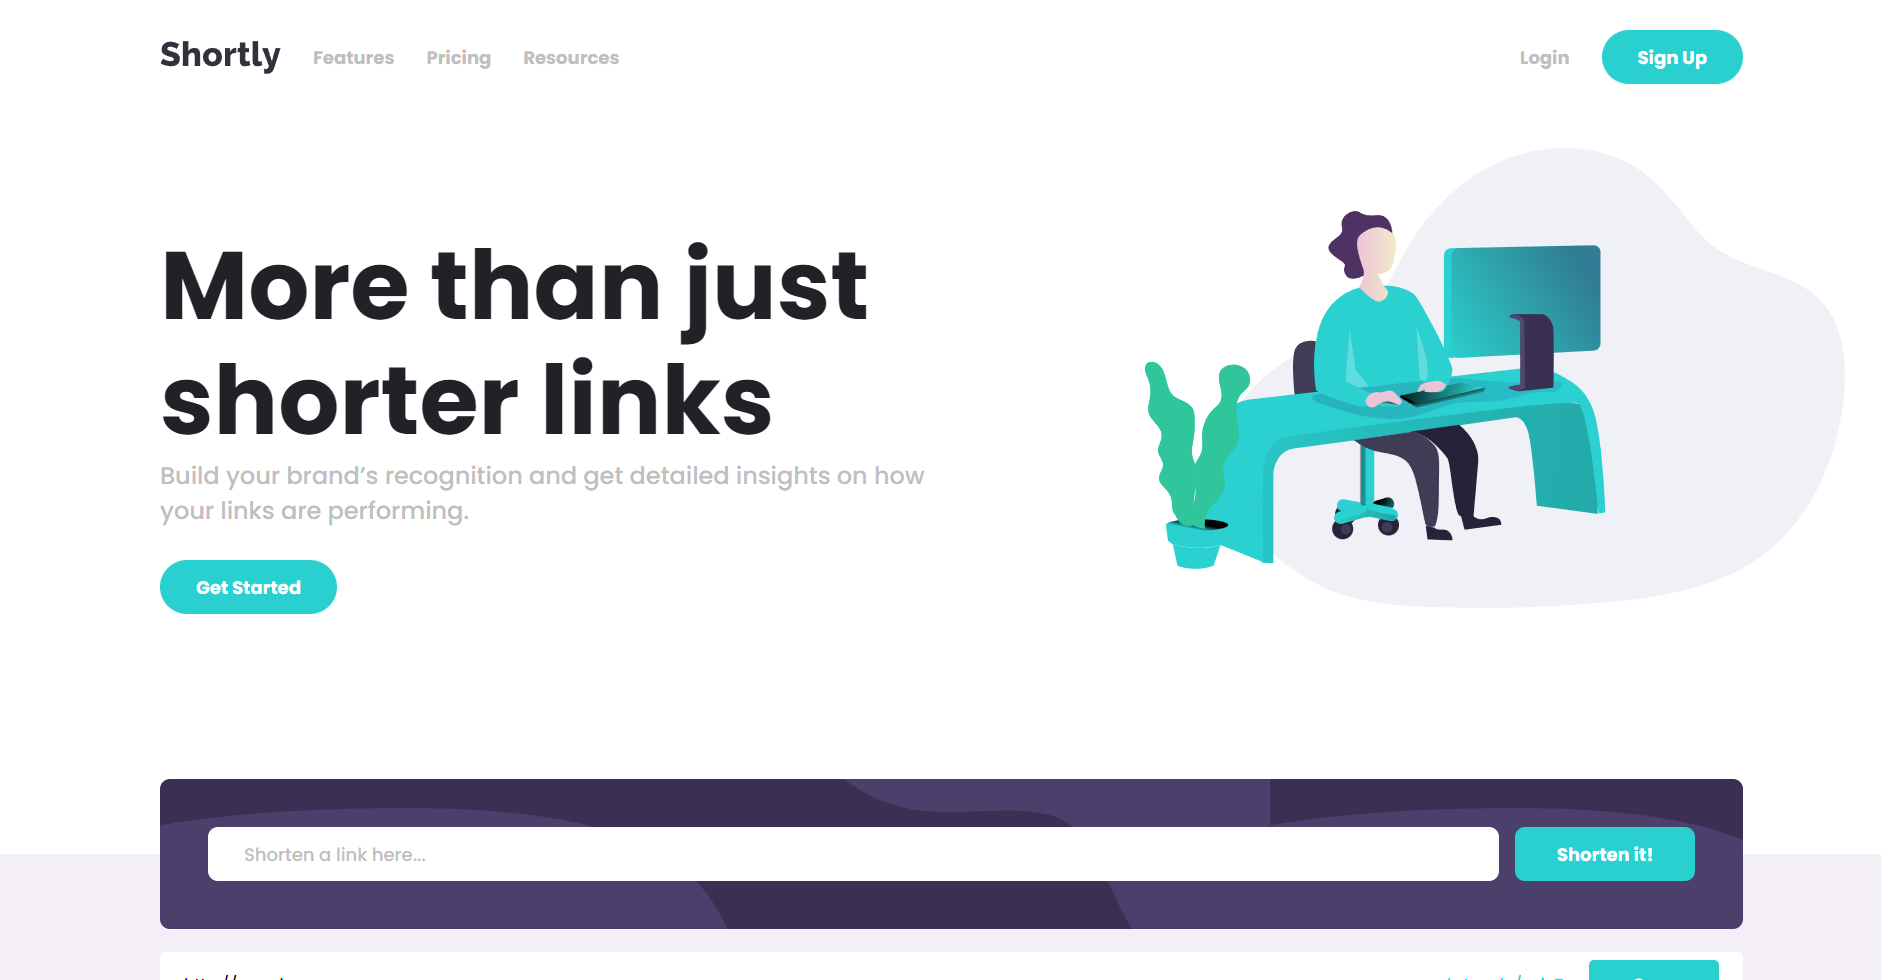 Shortly
Features
Pricing
Resources
Login
Sign Up
More than just
shorter links
Build your brand’s recognition and get detailed insights on how
your links are performing.
Get Started
Shorten a link here...
Shorten it!